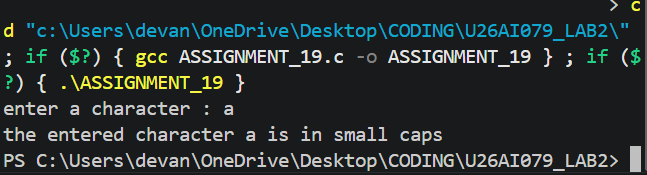 > c
d "c:\Users\devan\OneDrive\Desktop\CODING\U26AI079_LAB2\"
; if ($?) { gcc ASSIGNMENT_19.c -o ASSIGNMENT_19 } ; if ($
?) { .\ASSIGNMENT_19 }
enter a character : a
the entered character a is in small caps
PS C:\Users\devan\OneDrive\Desktop\CODING\U26AI079_LAB2>